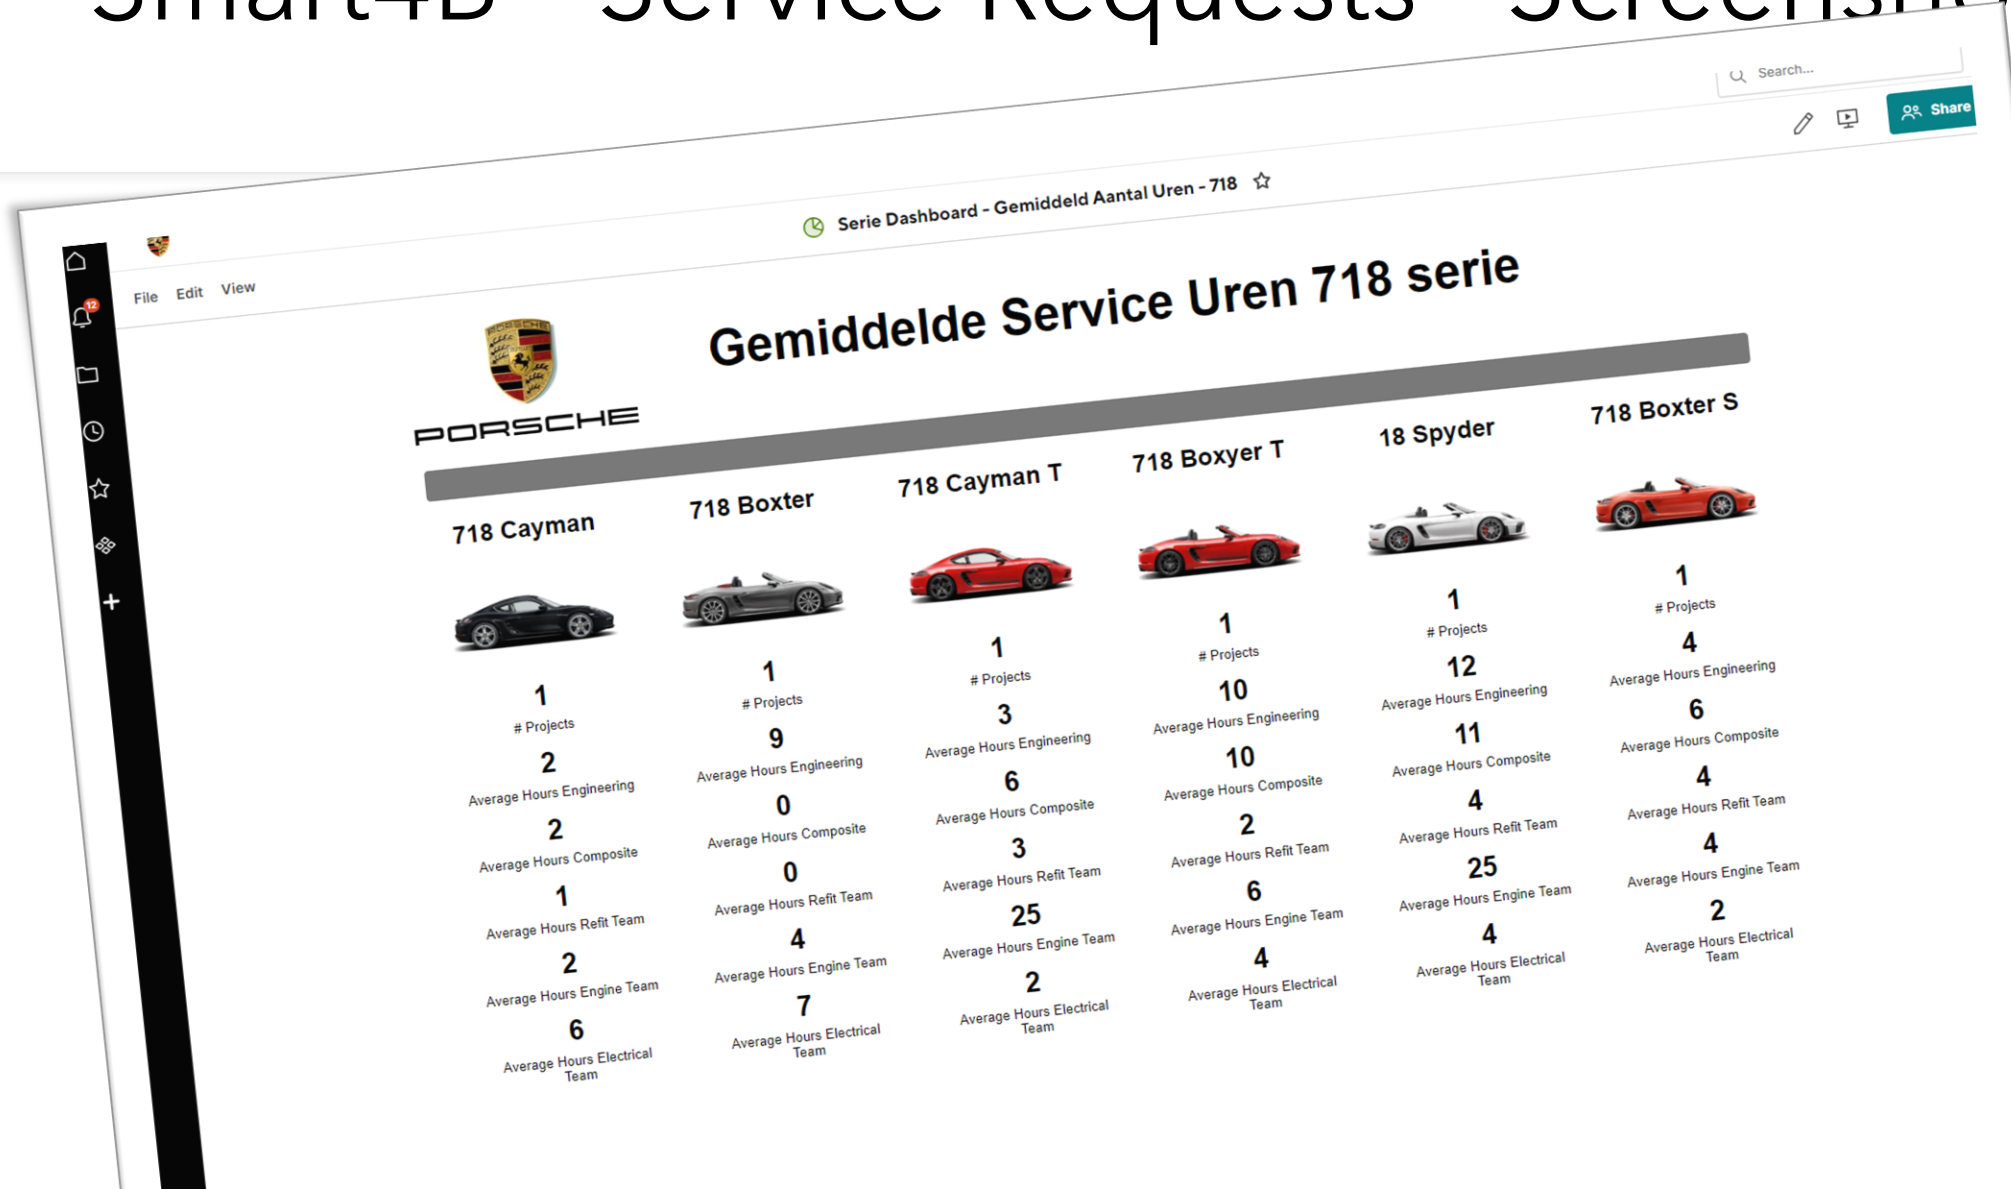 Smart4B - Service Requests - Screensho
Search...
Share
Serie Dashboard - Gemiddeld Aantal Uren - 718
12
File Edit View
Gemiddelde Service Uren 718 serie
PORSCHE
PORSCHE
718 Cayman
1
# Projects
2
Average Hours Engineering
2
Average Hours Composite
1
Average Hours Refit Team
2
Average Hours Engine Team
6
Average Hours Electrical
Team
718 Boxter
1
# Projects
9
Average Hours Engineering
0
Average Hours Composite
0
Average Hours Refit Team
4
Average Hours Engine Team
7
Average Hours Electrical
Team
718 Cayman T
1
# Projects
3
Average Hours Engineering
6
Average Hours Composite
3
Average Hours Refit Team
25
Average Hours Engine Team
2
Average Hours Electrical
Team
718 Boxyer T
1
# Projects
10
Average Hours Engineering
10
Average Hours Composite
2
Average Hours Refit Team
6
Average Hours Engine Team
4
Average Hours Electrical
Team
18 Spyder
1
# Projects
12
Average Hours Engineering
11
Average Hours Composite
4
Average Hours Refit Team
25
Average Hours Engine Team
4
Average Hours Electrical
Team
718 Boxter S
1
# Projects
4
Average Hours Engineering
6
Average Hours Composite
4
Average Hours Refit Team
4
Average Hours Engine Team
2
Average Hours Electrical
Team